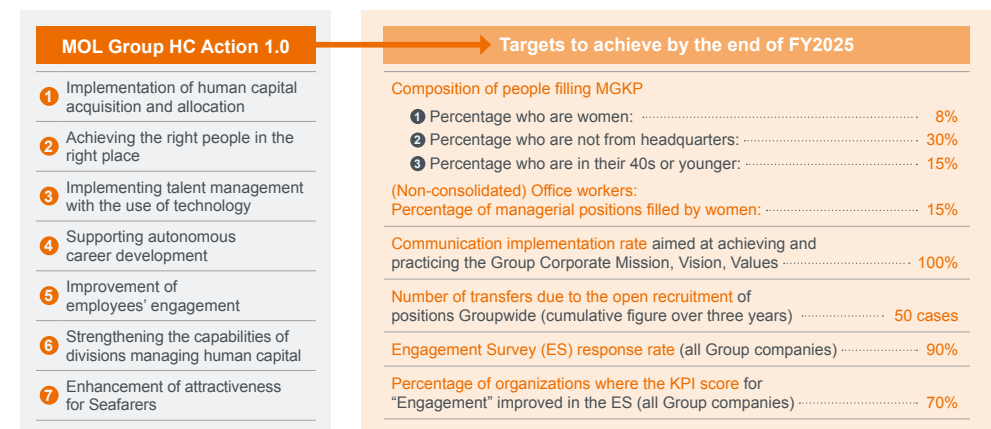 MOL Group HC Action 1.0
1 Implementation of human capital
acquisition and allocation
2 Achieving the right people in the
right place
3 Implementing talent management
with the use of technology
4 Supporting autonomous
career development
5 Improvement of
employees’ engagement
6 Strengthening the capabilities of
divisions managing human capital
7 Enhancement of attractiveness
for Seafarers
Targets to achieve by the end of FY2025
Composition of people filling MGKP
1 Percentage who are women: 8%
2 Percentage who are not from headquarters: 30%
3 Percentage who are in their 40s or younger: 15%
(Non-consolidated) Office workers:
Percentage of managerial positions filled by women: 15%
Communication implementation rate aimed at achieving and
practicing the Group Corporate Mission, Vision, Values 100%
Number of transfers due to the open recruitment of
positions Groupwide (cumulative figure over three years) 50 cases
Engagement Survey (ES) response rate (all Group companies) 90%
Percentage of organizations where the KPI score for
“Engagement” improved in the ES (all Group companies) 70%